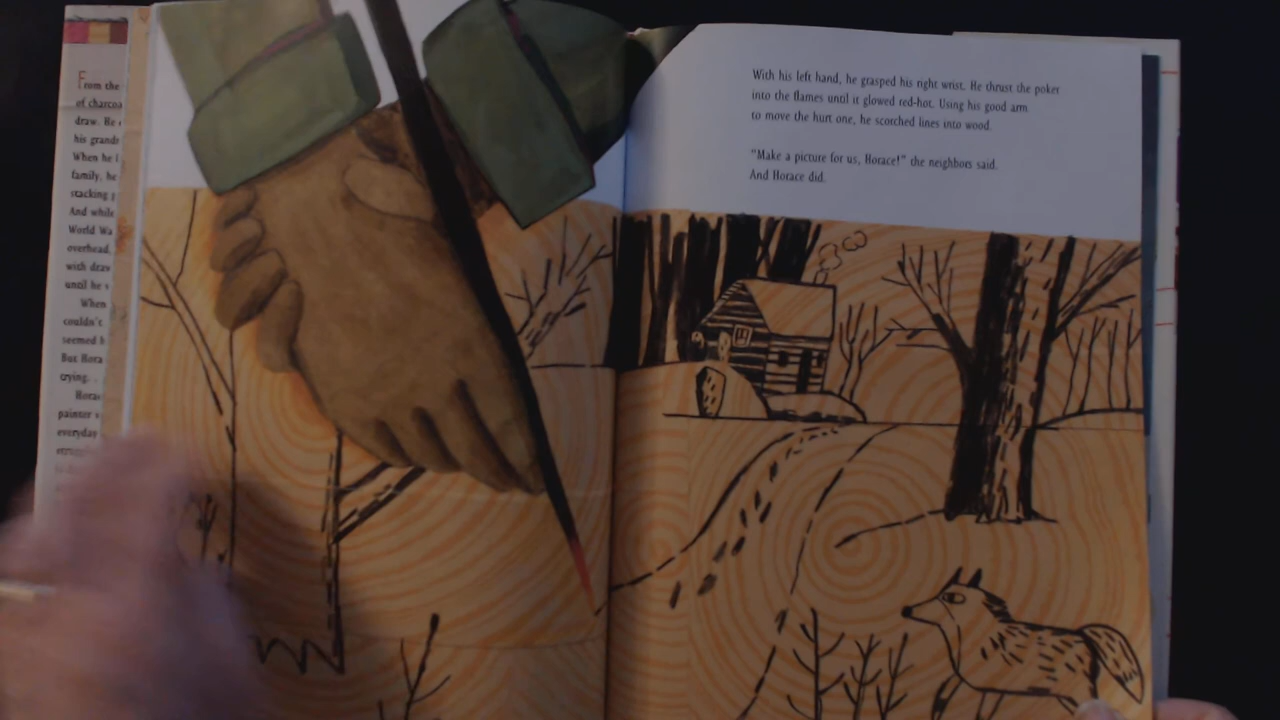 From the
of charcoa
draw. He
his grands
When he l
family, he
stacking
And while
World Wa
overhead.
with draw
until he
When
couldn't
seemed h
But Hora
crying.
Horac
painter
everyday
With his left hand, he grasped his right wrist. He thrust the poker
into the flames until it glowed red-hot. Using his good arm
to move the hurt one, he scorched lines into wood.
"Make a picture for us, Horace!" the neighbors said.
And Horace did.